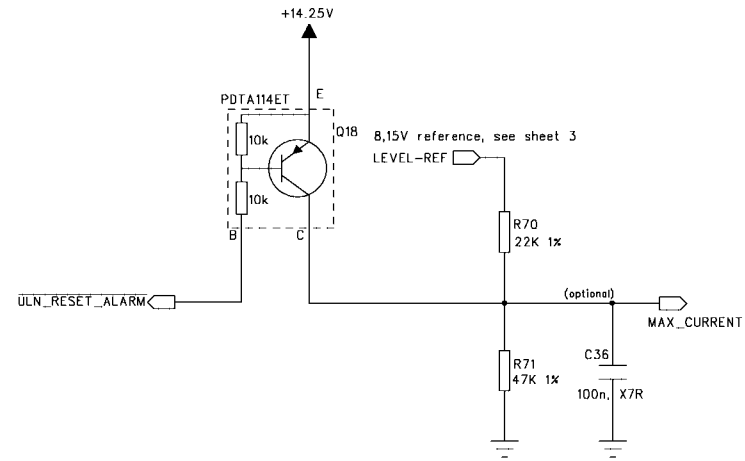 +14.25V
PDTA114ET
E
Q18
10k
10k
B
C
8,15V reference, see sheet 3
LEVEL-REF
R70
22K 1%
ULN_RESET_ALARM
(optional)
MAX_CURRENT
R71
47K 1%
C36
100n, X7R